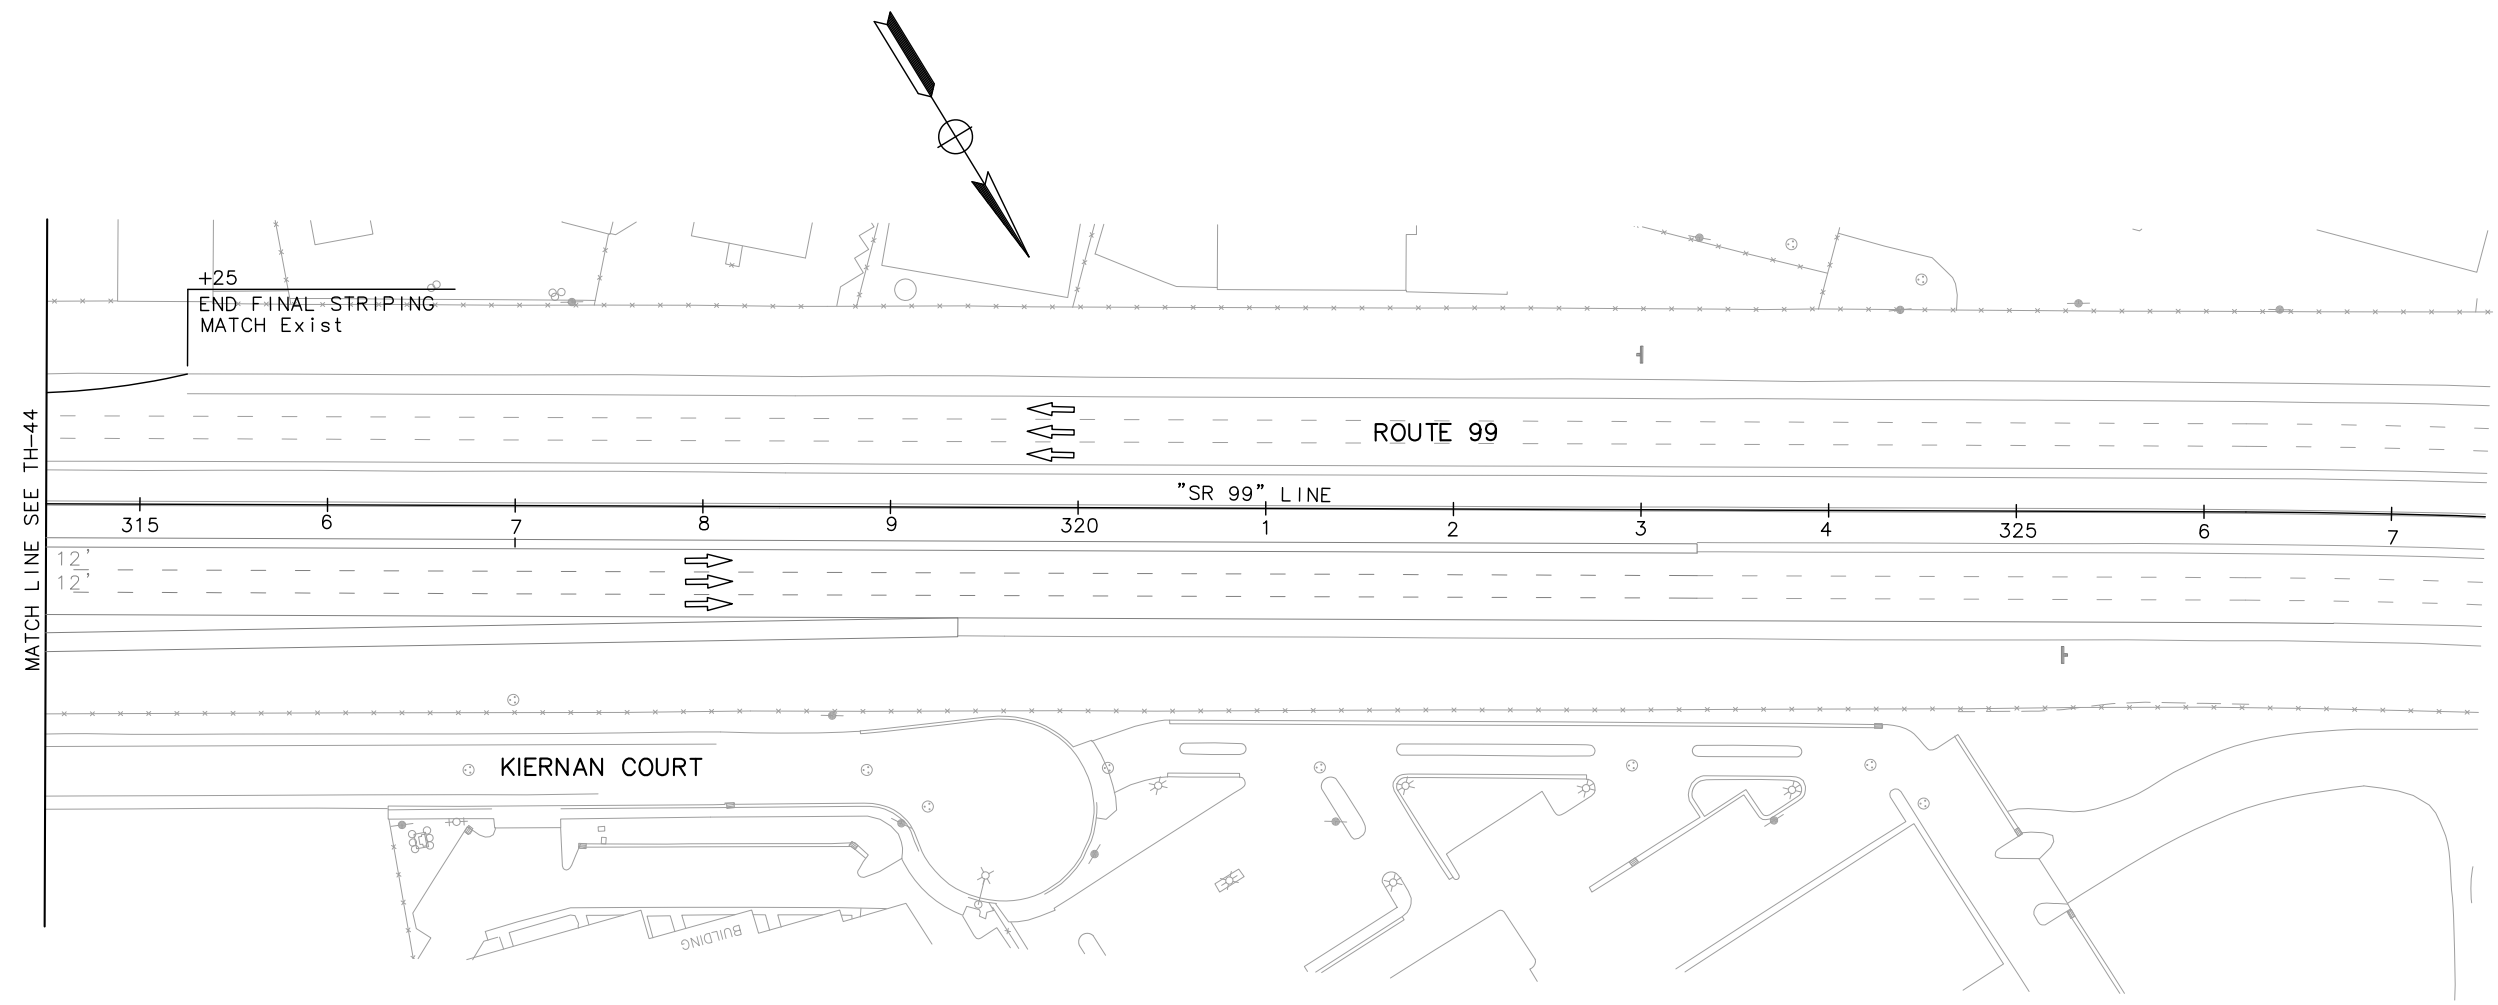 +25
END FINAL STRIPING
MATCH Exist
MATCH LINE SEE TH-44
ROUTE 99
"SR 99" LINE
315 6 7 8 9 320 1 2 3 4 325 6 7
12'
12'
KIERNAN COURT
BUILDING